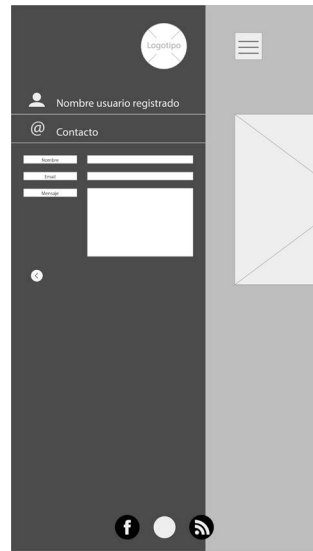 Logotipo
Nombre usuario registrado
@ Contacto
Nombre
Email
Mensaje